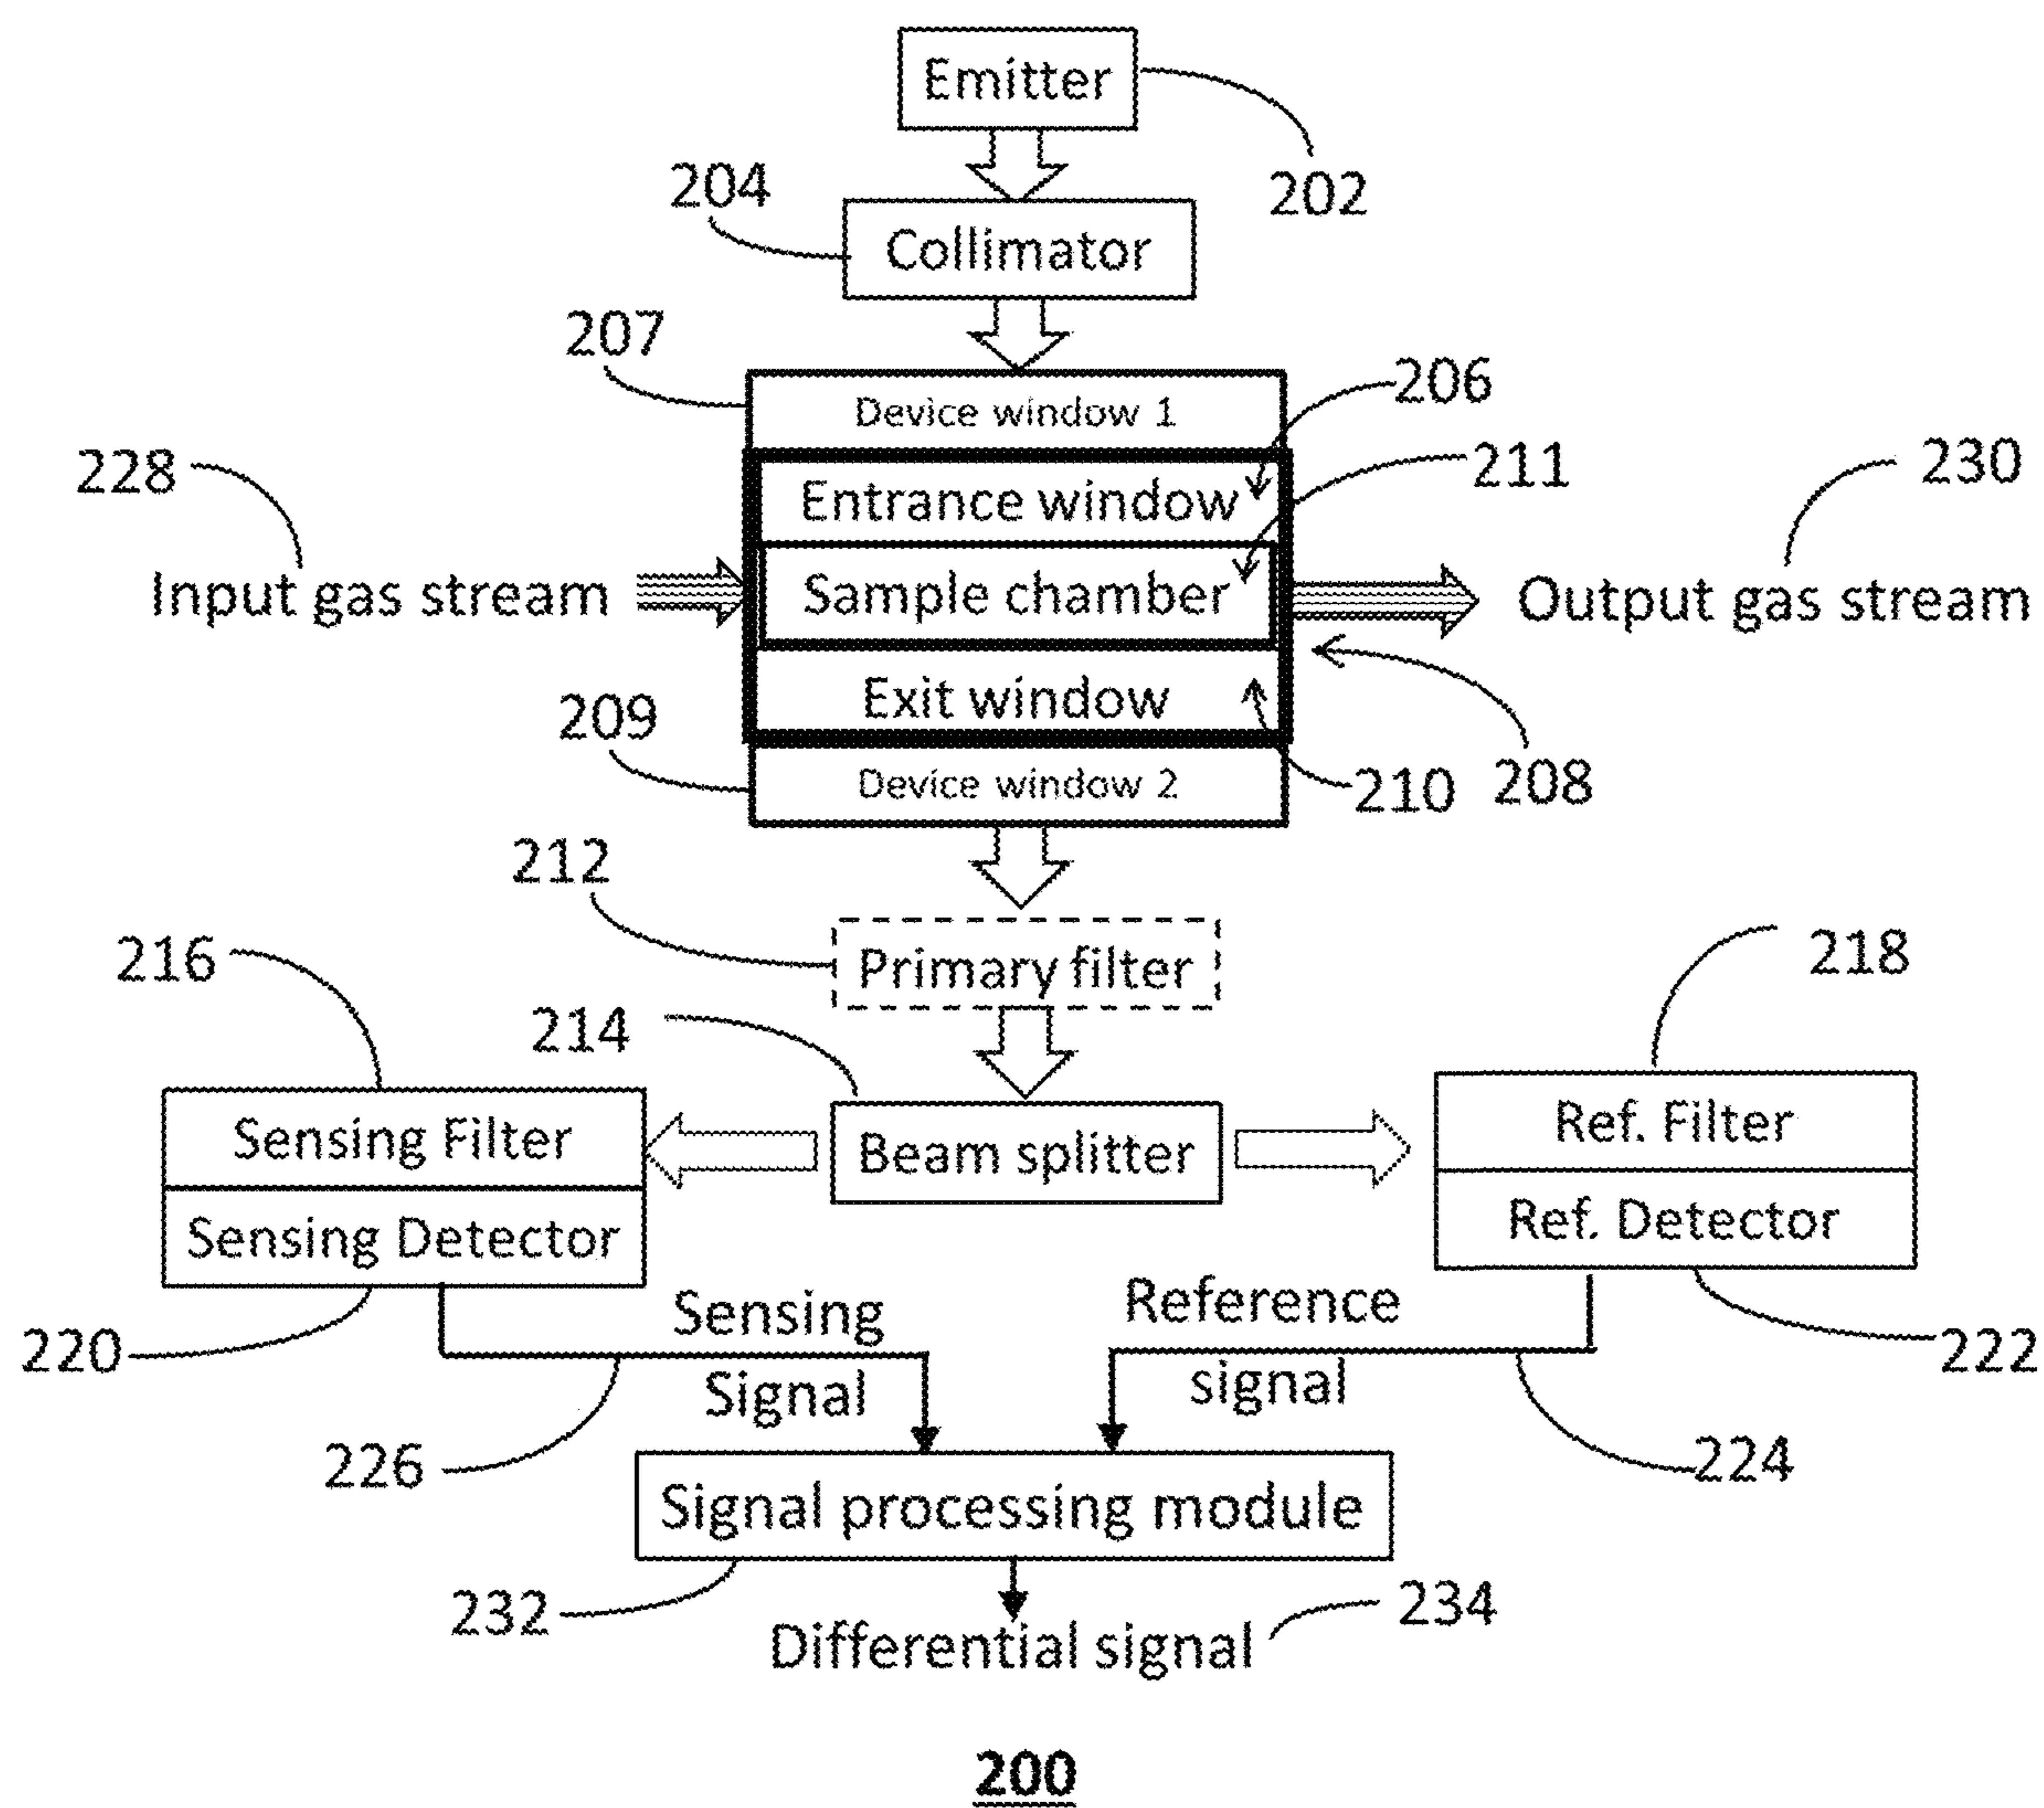 Emitter
202
204
Collimator
207
Device window 1
206
211
228
230
Entrance window
Input gas stream
Sample chamber
Output gas stream
Exit window
209
Device window 2
210
208
212
Primary filter
216
218
214
Sensing Filter
Beam splitter
Ref. Filter
Sensing Detector
Ref. Detector
220
Sensing
Signal
Reference
signal
222
226
224
Signal processing module
232
234
Differential signal
200